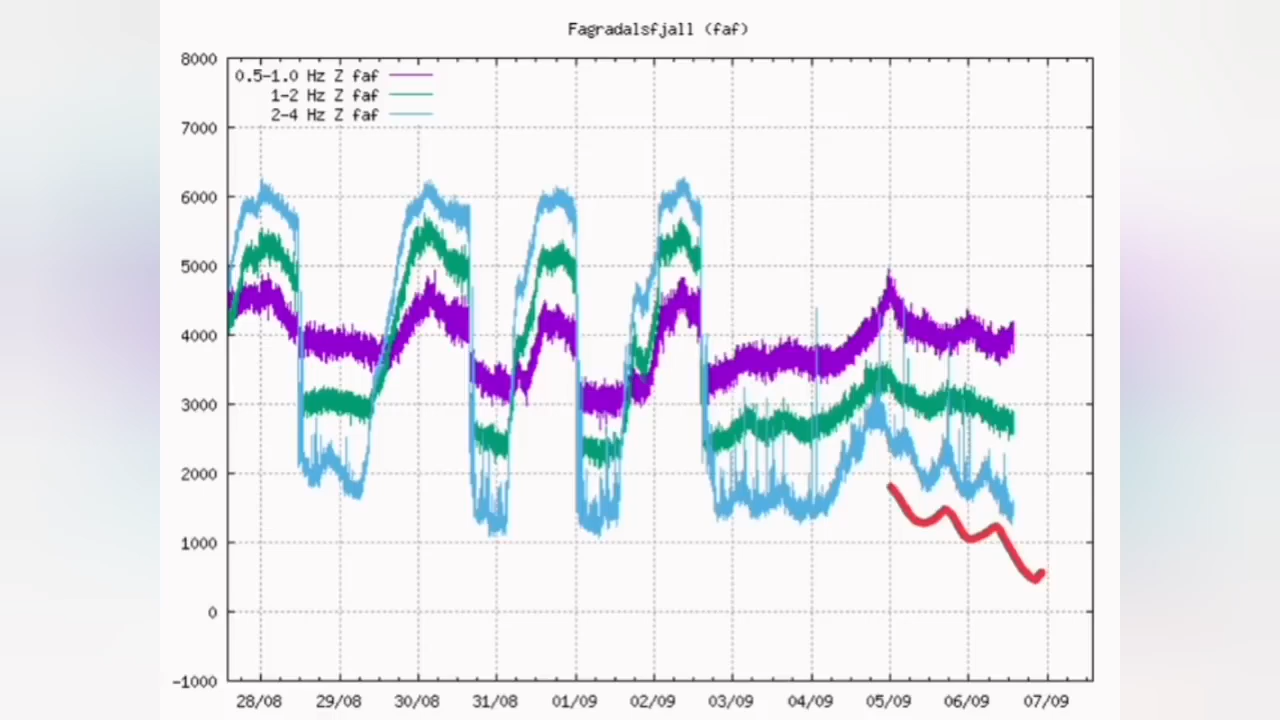 Fagradalsfjall (faf)
8000
0.5-1.0 Hz Z faf
1-2 Hz Z faf
2-4 Hz Z faf
7000
6000
5000
4000
3000
2000
1000
0
-1000
28/08 29/08 30/08 31/08 01/09 02/09 03/09 04/09 05/09 06/09 07/09